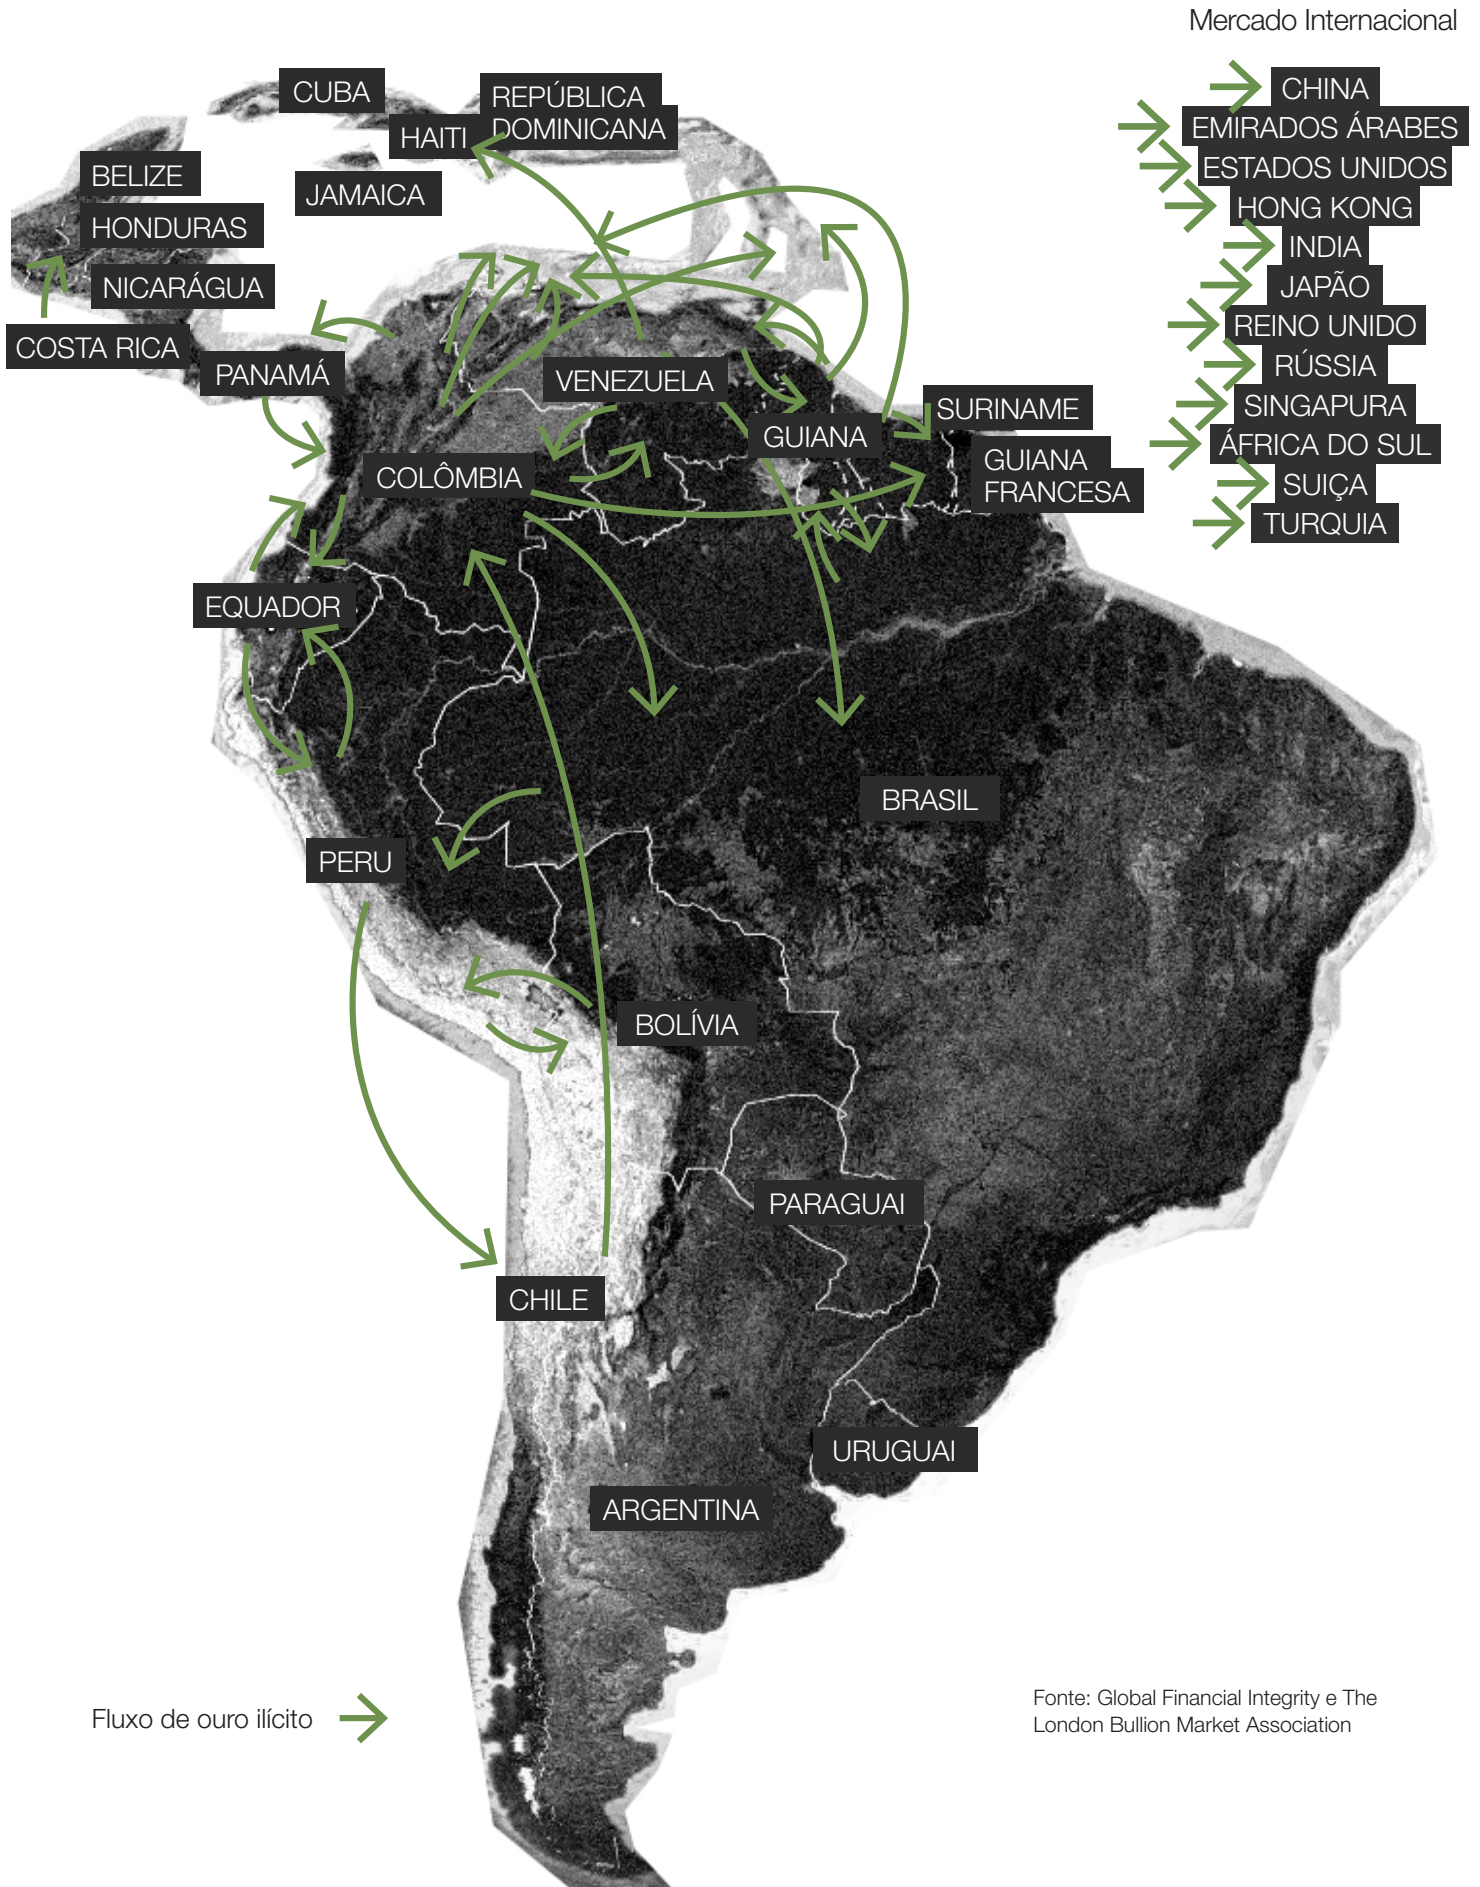 Mercado Internacional
CUBA
REPÚBLICA
DOMINICANA
HAITI
BELIZE
JAMAICA
HONDURAS
NICARÁGUA
COSTA RICA
PANAMÁ
VENEZUELA
GUIANA
SURINAME
GUIANA
FRANCESA
COLÔMBIA
EQUADOR
BRASIL
PERU
BOLÍVIA
PARAGUAI
CHILE
URUGUAI
ARGENTINA
CHINA
EMIRADOS ÁRABES
ESTADOS UNIDOS
HONG KONG
INDIA
JAPÃO
REINO UNIDO
RÚSSIA
SINGAPURA
ÁFRICA DO SUL
SUIÇA
TURQUIA
Fluxo de ouro ilícito
Fonte: Global Financial Integrity e The
London Bullion Market Association